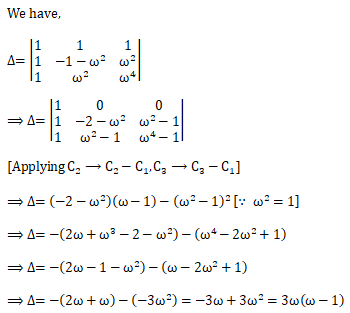 We have,
Δ= |1 1 1|
|1 −1 − ω² ω²|
|1 ω² ω⁴|
⟹ Δ= |1 0 0|
|1 −2 − ω² ω² − 1|
|1 ω² − 1 ω⁴ − 1|
[Applying C₂ ⟶ C₂ − C₁, C₃ ⟶ C₃ − C₁]
⟹ Δ= (−2 − ω²)(ω − 1) − (ω² − 1)² [∵ ω² = 1]
⟹ Δ= −(2ω + ω³ − 2 − ω²) − (ω⁴ − 2ω² + 1)
⟹ Δ= −(2ω − 1 − ω²) − (ω − 2ω² + 1)
⟹ Δ= −(2ω + ω) − (−3ω²) = −3ω + 3ω² = 3ω(ω − 1)